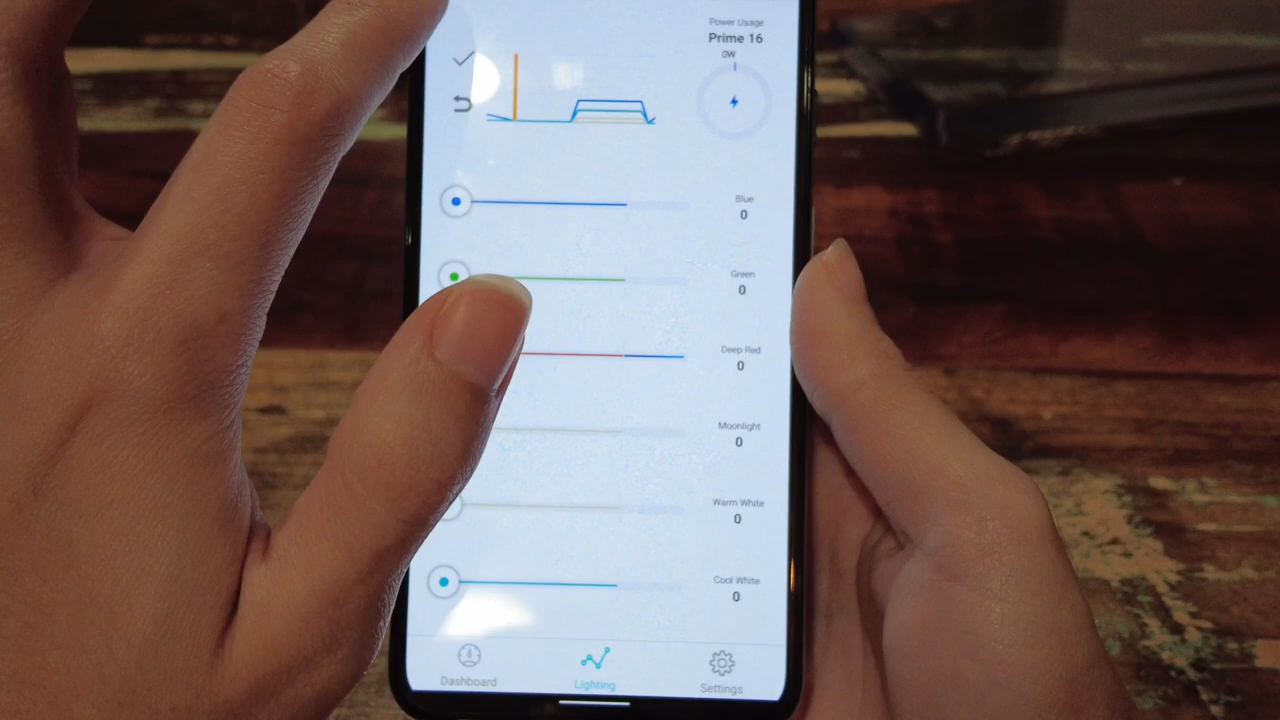 Power Usage
Prime 16
0W
Blue
0
Green
0
Deep Red
0
Moonlight
0
Warm White
0
Cool White
0
Dashboard
Lighting
Settings